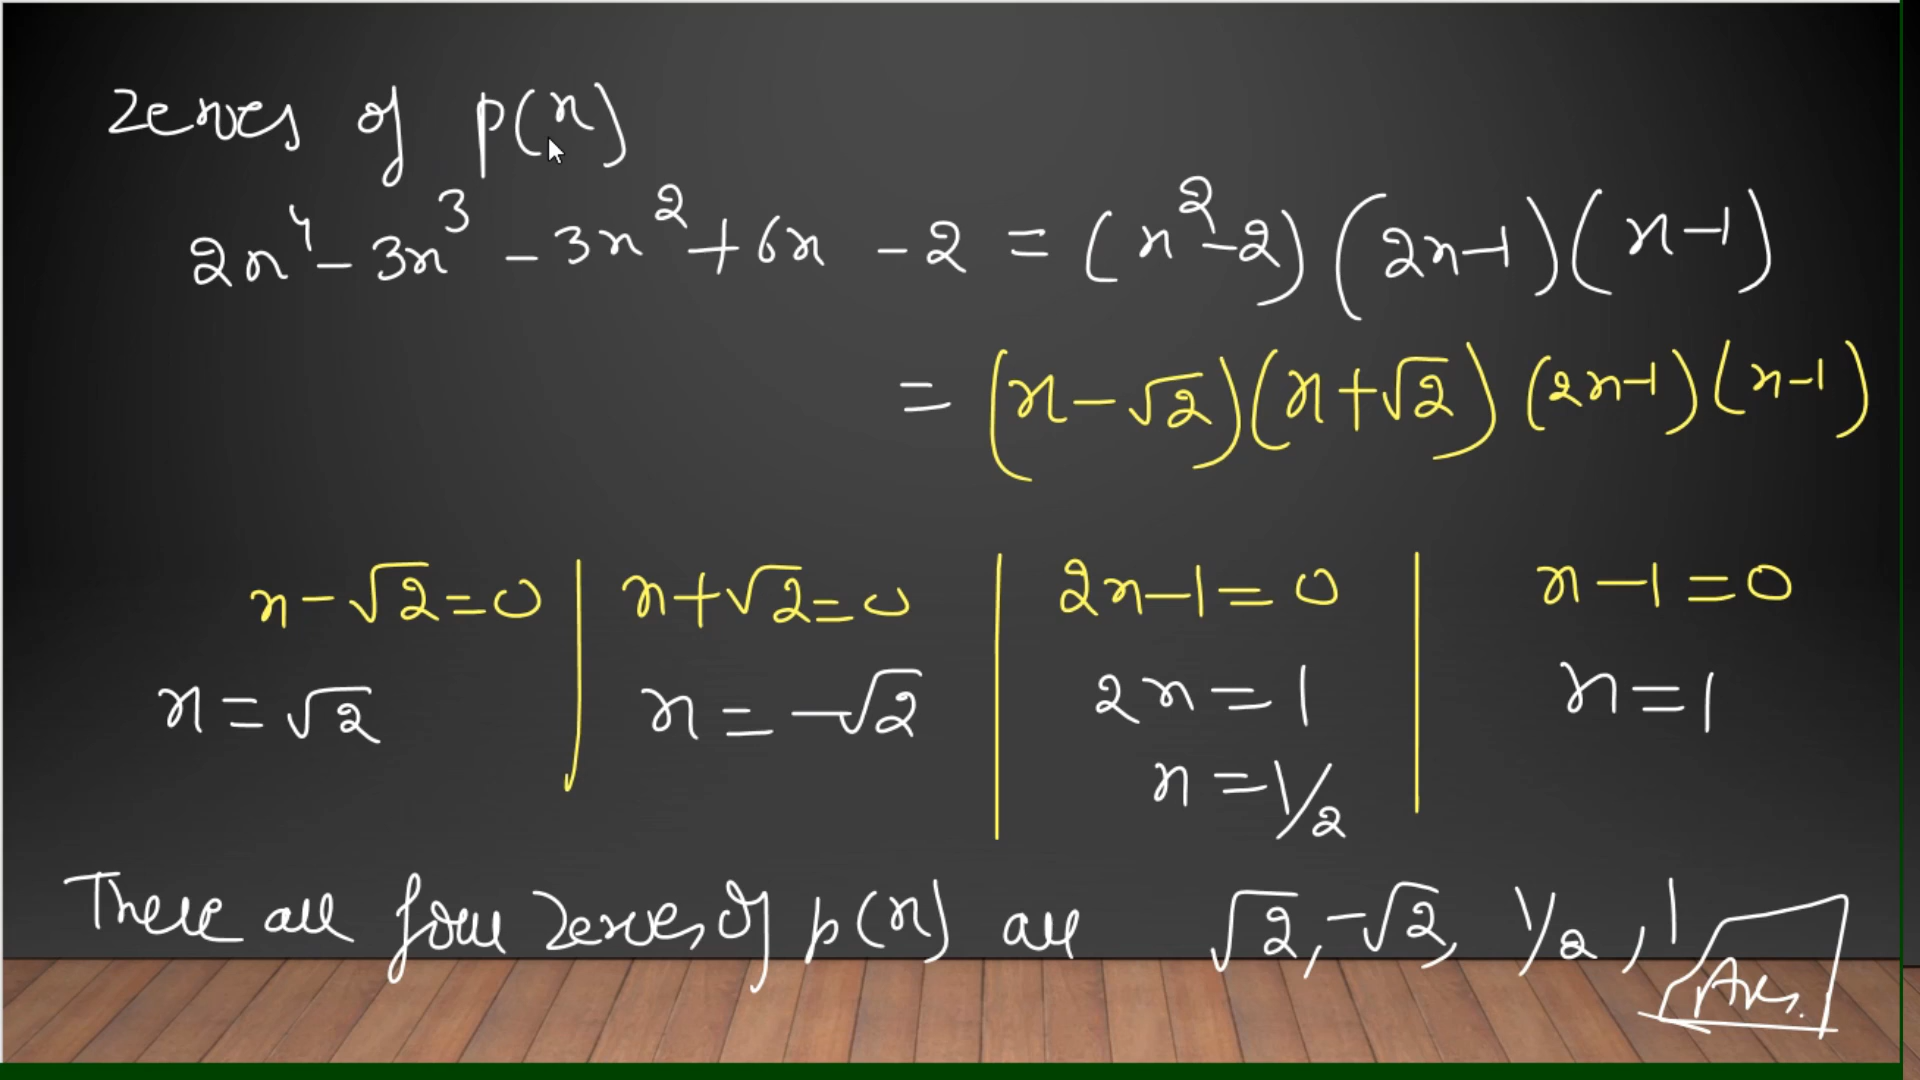 Zeroes of p(x)
2x⁴ - 3x³ - 3x² + 6x - 2 = (x² - 2)(2x - 1)(x - 1)
= (x - √2)(x + √2)(2x - 1)(x - 1)
x - √2 = 0 | x + √2 = 0 | 2x - 1 = 0 | x - 1 = 0
x = √2 x = -√2 2x = 1 x = 1
x = 1/2
There are four zeroes of p(x) are √2, -√2, 1/2, 1 Ans.